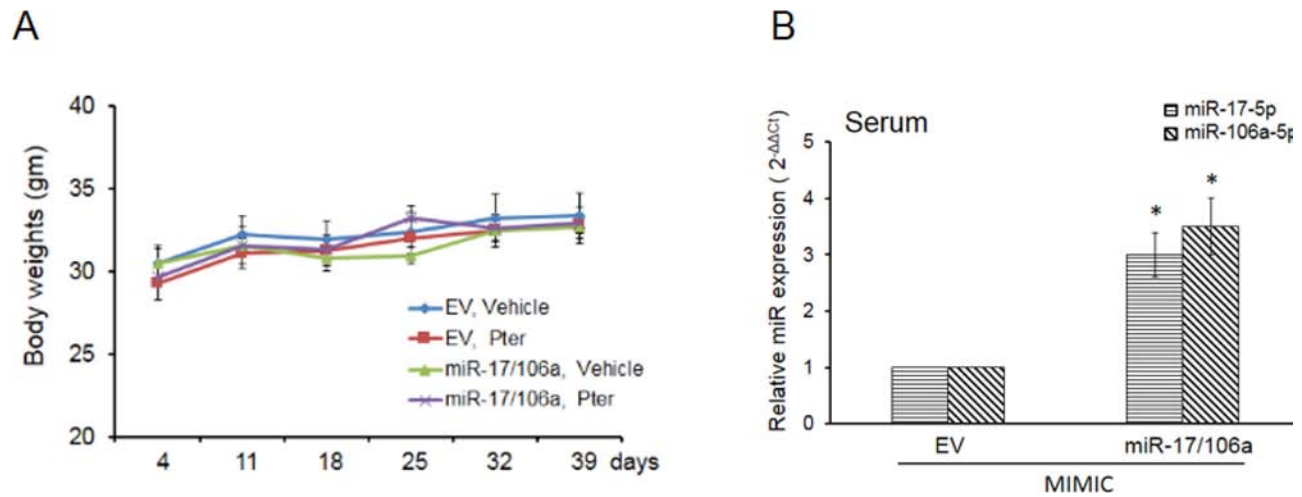 A
Body weights (gm)
40
35
30
25
20
EV, Vehicle
EV, Pter
miR-17/106a, Vehicle
miR-17/106a, Pter
4 11 18 25 32 39 days
B
Serum
miR-17-5p
miR-106a-5p
Relative miR expression ( 2-ΔΔCt)
5
4
3
2
1
0
* *
EV miR-17/106a
MIMIC